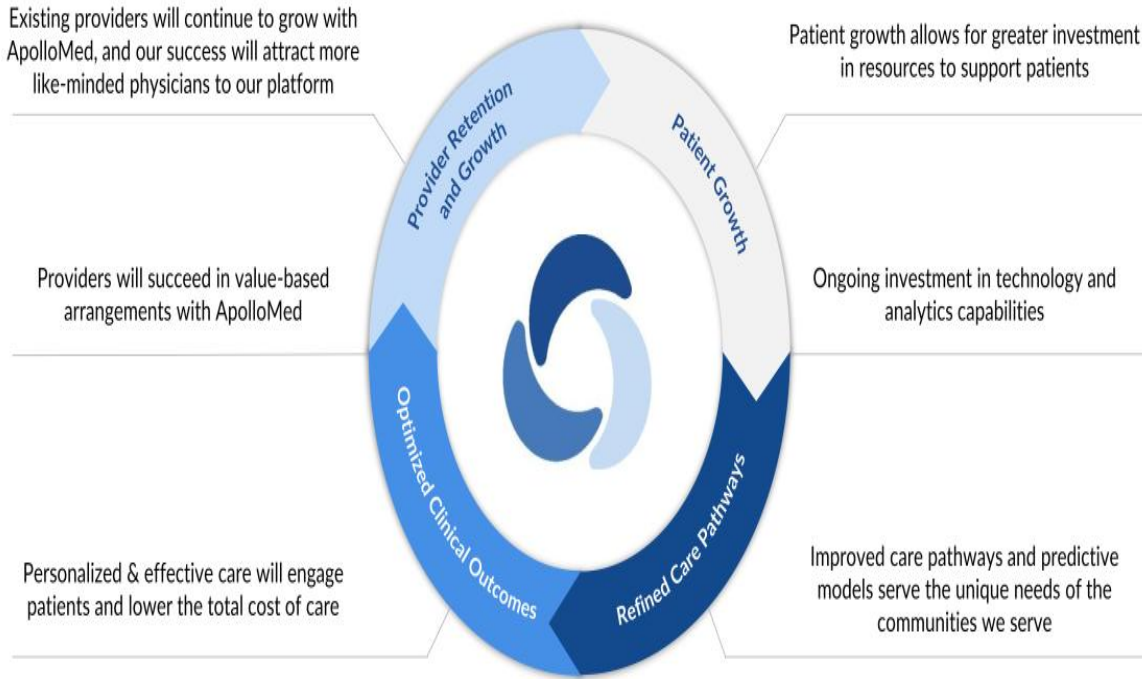 Existing providers will continue to grow with
ApolloMed, and our success will attract more
like-minded physicians to our platform
Patient growth allows for greater investment
in resources to support patients
Provider Retention
and Growth
Patient Growth
Providers will succeed in value-based
arrangements with ApolloMed
Ongoing investment in technology and
analytics capabilities
Optimized Clinical Outcomes
Refined Care Pathways
Personalized & effective care will engage
patients and lower the total cost of care
Improved care pathways and predictive
models serve the unique needs of the
communities we serve